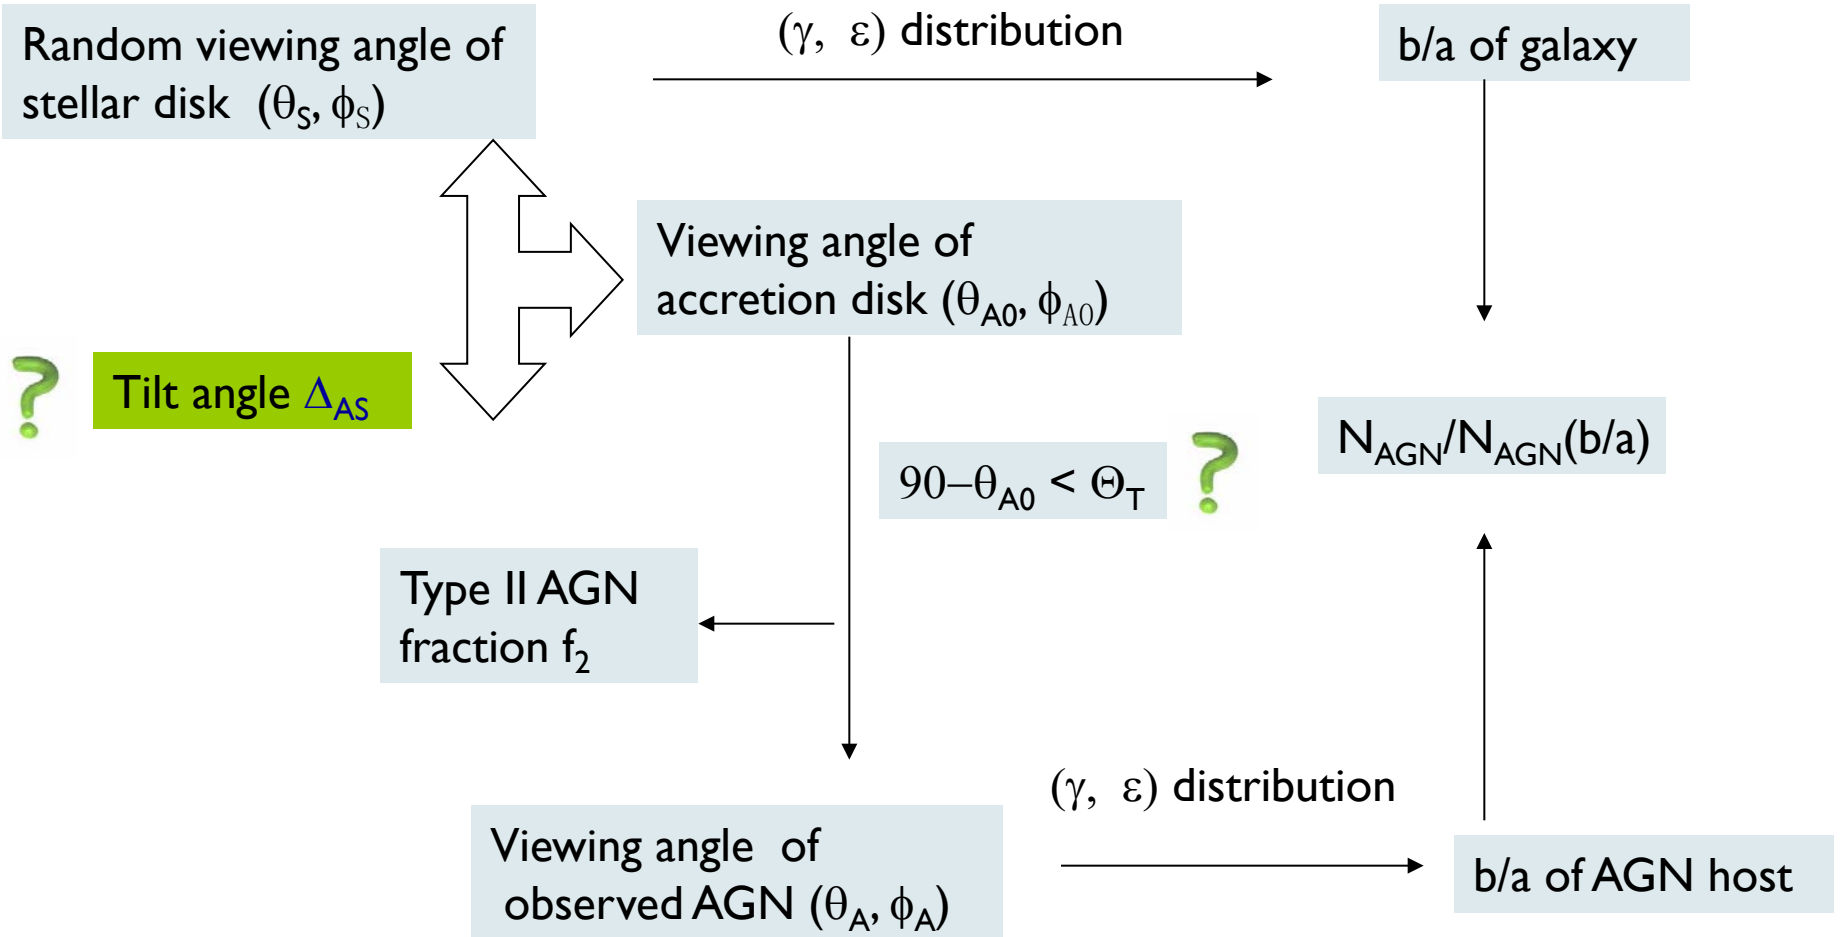 Random viewing angle of
stellar disk (θS, ϕS)
(γ, ε) distribution
b/a of galaxy
Viewing angle of
accretion disk (θA0, ϕA0)
?
Tilt angle ΔAS
90–θA0 < ΘT
?
NAGN/NAGN(b/a)
Type II AGN
fraction f2
(γ, ε) distribution
Viewing angle of
observed AGN (θA, ϕA)
b/a of AGN host